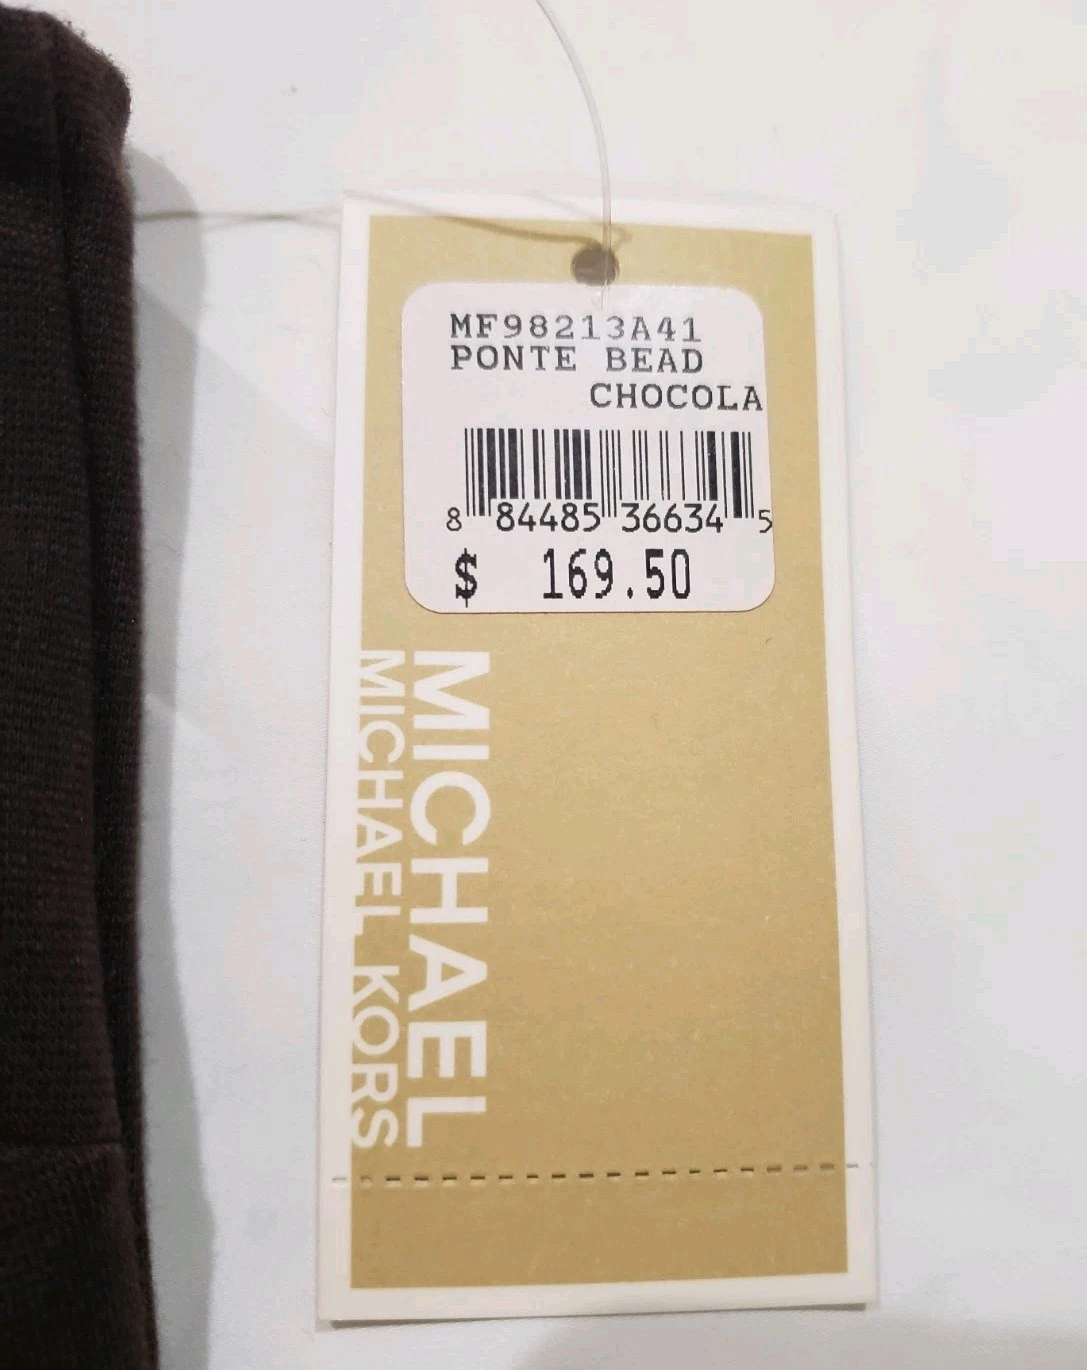 MF98213A41
PONTE BEAD
CHOCOLA
8 84485 36634 5
$ 169.50
MICHAEL
MICHAEL KORS